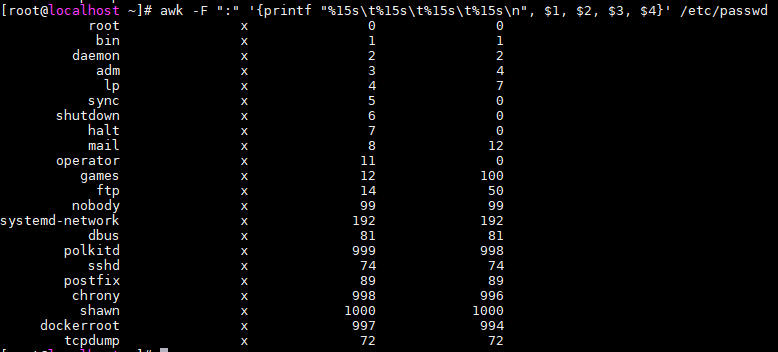 [root@localhost ~]# awk -F ":" '{printf "%15s\t%15s\t%15s\t%15s\n", $1, $2, $3, $4}' /etc/passwd
root x 0 0
bin x 1 1
daemon x 2 2
adm x 3 4
lp x 4 7
sync x 5 0
shutdown x 6 0
halt x 7 0
mail x 8 12
operator x 11 0
games x 12 100
ftp x 14 50
nobody x 99 99
systemd-network x 192 192
dbus x 81 81
polkitd x 999 998
sshd x 74 74
postfix x 89 89
chrony x 998 996
shawn x 1000 1000
dockerroot x 997 994
tcpdump x 72 72
[root@localhost ~]#